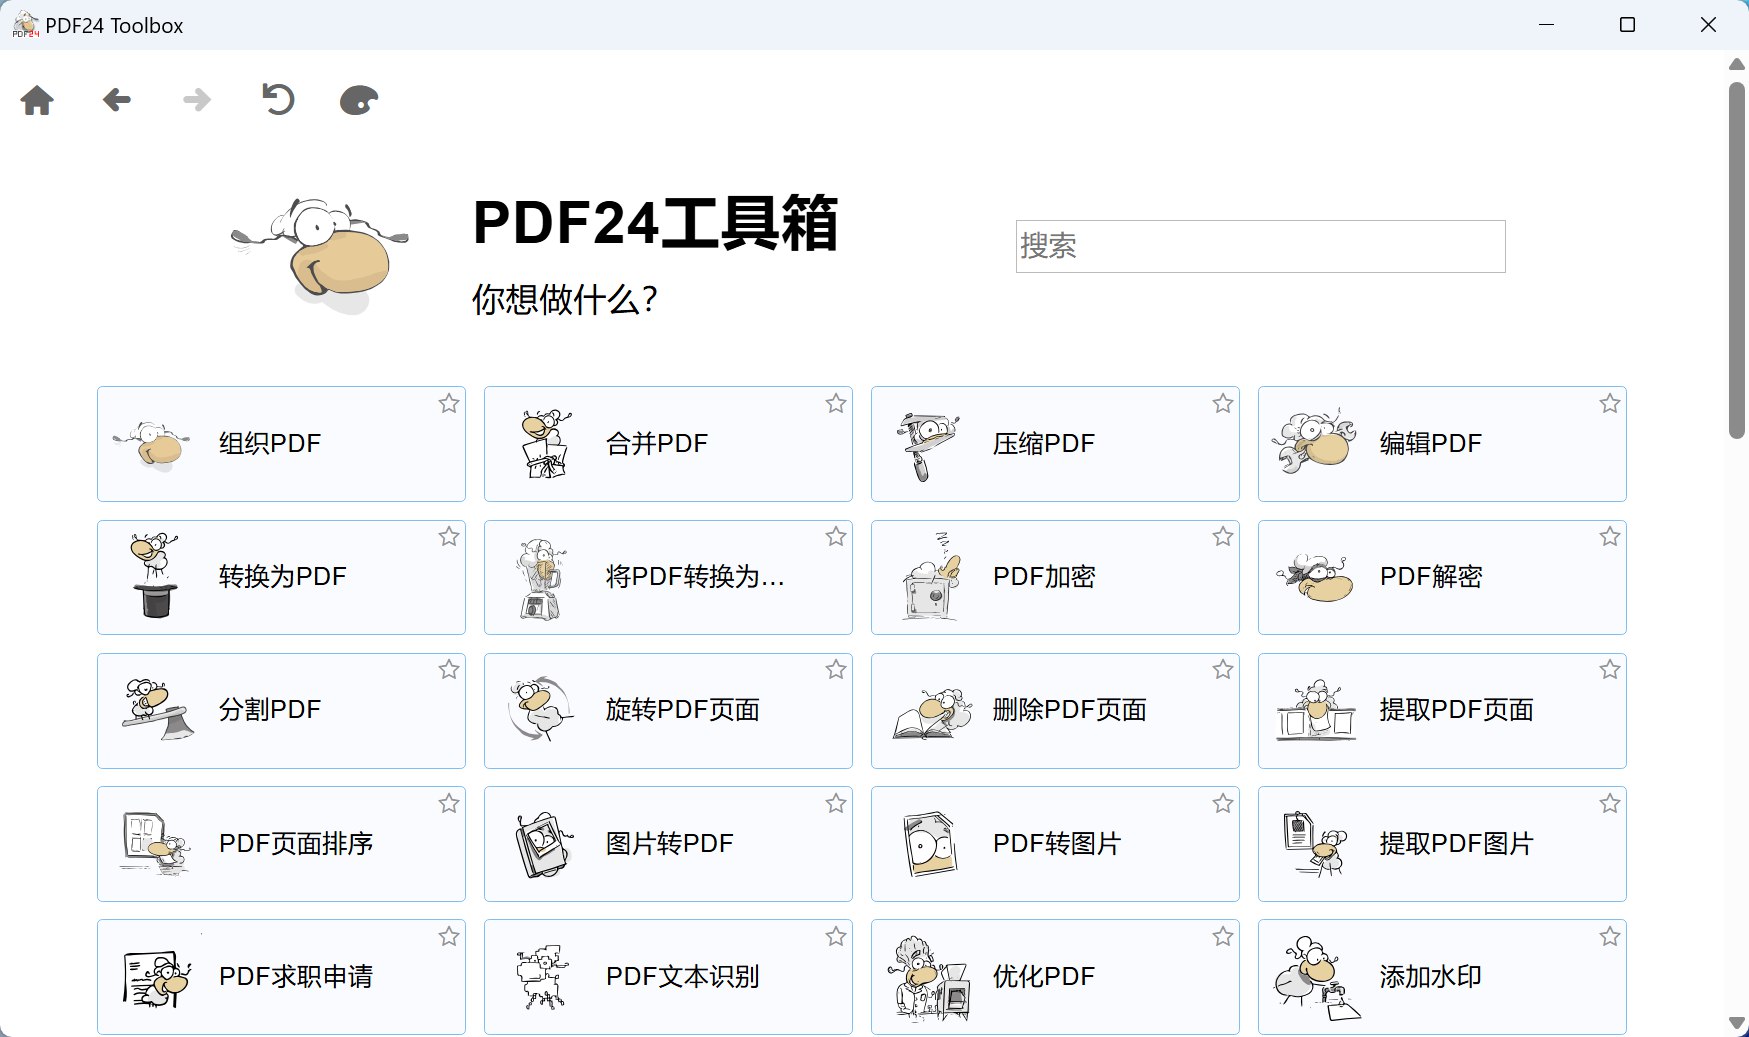 PDF24 Toolbox
PDF24工具箱
搜索
你想做什么?
组织PDF
合并PDF
压缩PDF
编辑PDF
转换为PDF
将PDF转换为...
PDF加密
PDF解密
分割PDF
旋转PDF页面
删除PDF页面
提取PDF页面
PDF页面排序
图片转PDF
PDF转图片
提取PDF图片
PDF求职申请
PDF文本识别
优化PDF
添加水印